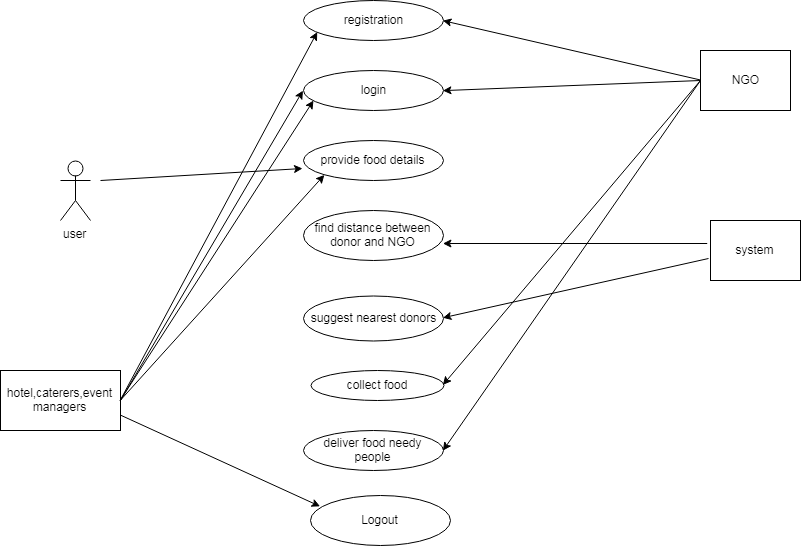 registration
login
NGO
provide food details
user
find distance between
donor and NGO
system
suggest nearest donors
hotel,caterers,event
managers
collect food
deliver food needy
people
Logout